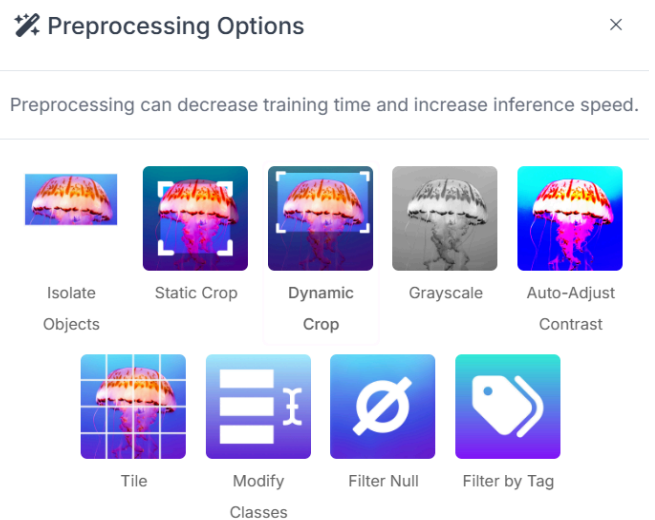 Preprocessing Options
Preprocessing can decrease training time and increase inference speed.
Isolate
Objects
Static Crop
Dynamic
Crop
Grayscale
Auto-Adjust
Contrast
Tile
Modify
Classes
Filter Null
Filter by Tag